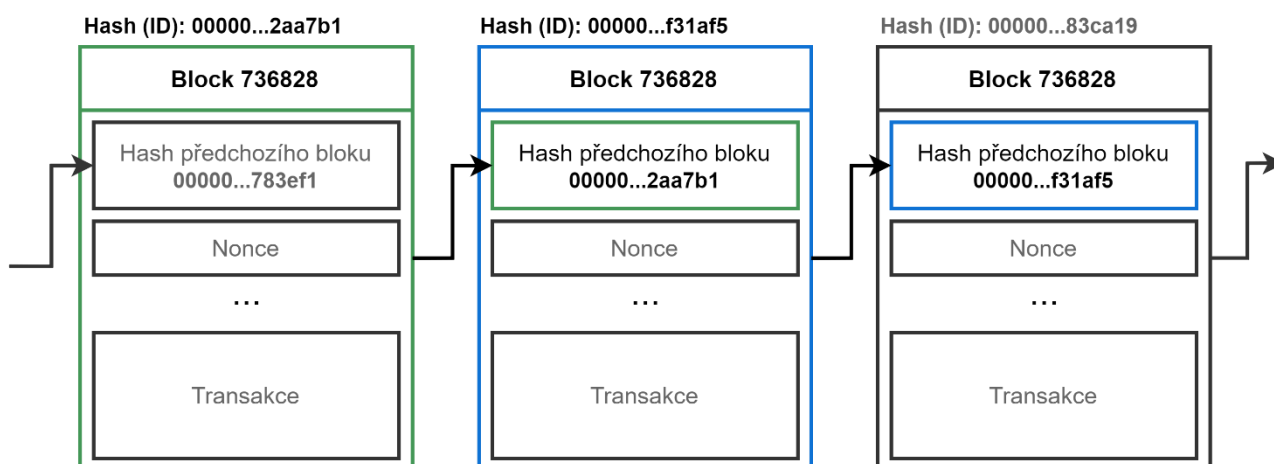 Hash (ID): 00000...2aa7b1
Block 736828
Hash předchozího bloku
00000...783ef1
Nonce
...
Transakce
Hash (ID): 00000...f31af5
Block 736828
Hash předchozího bloku
00000...2aa7b1
Nonce
...
Transakce
Hash (ID): 00000...83ca19
Block 736828
Hash předchozího bloku
00000...f31af5
Nonce
...
Transakce